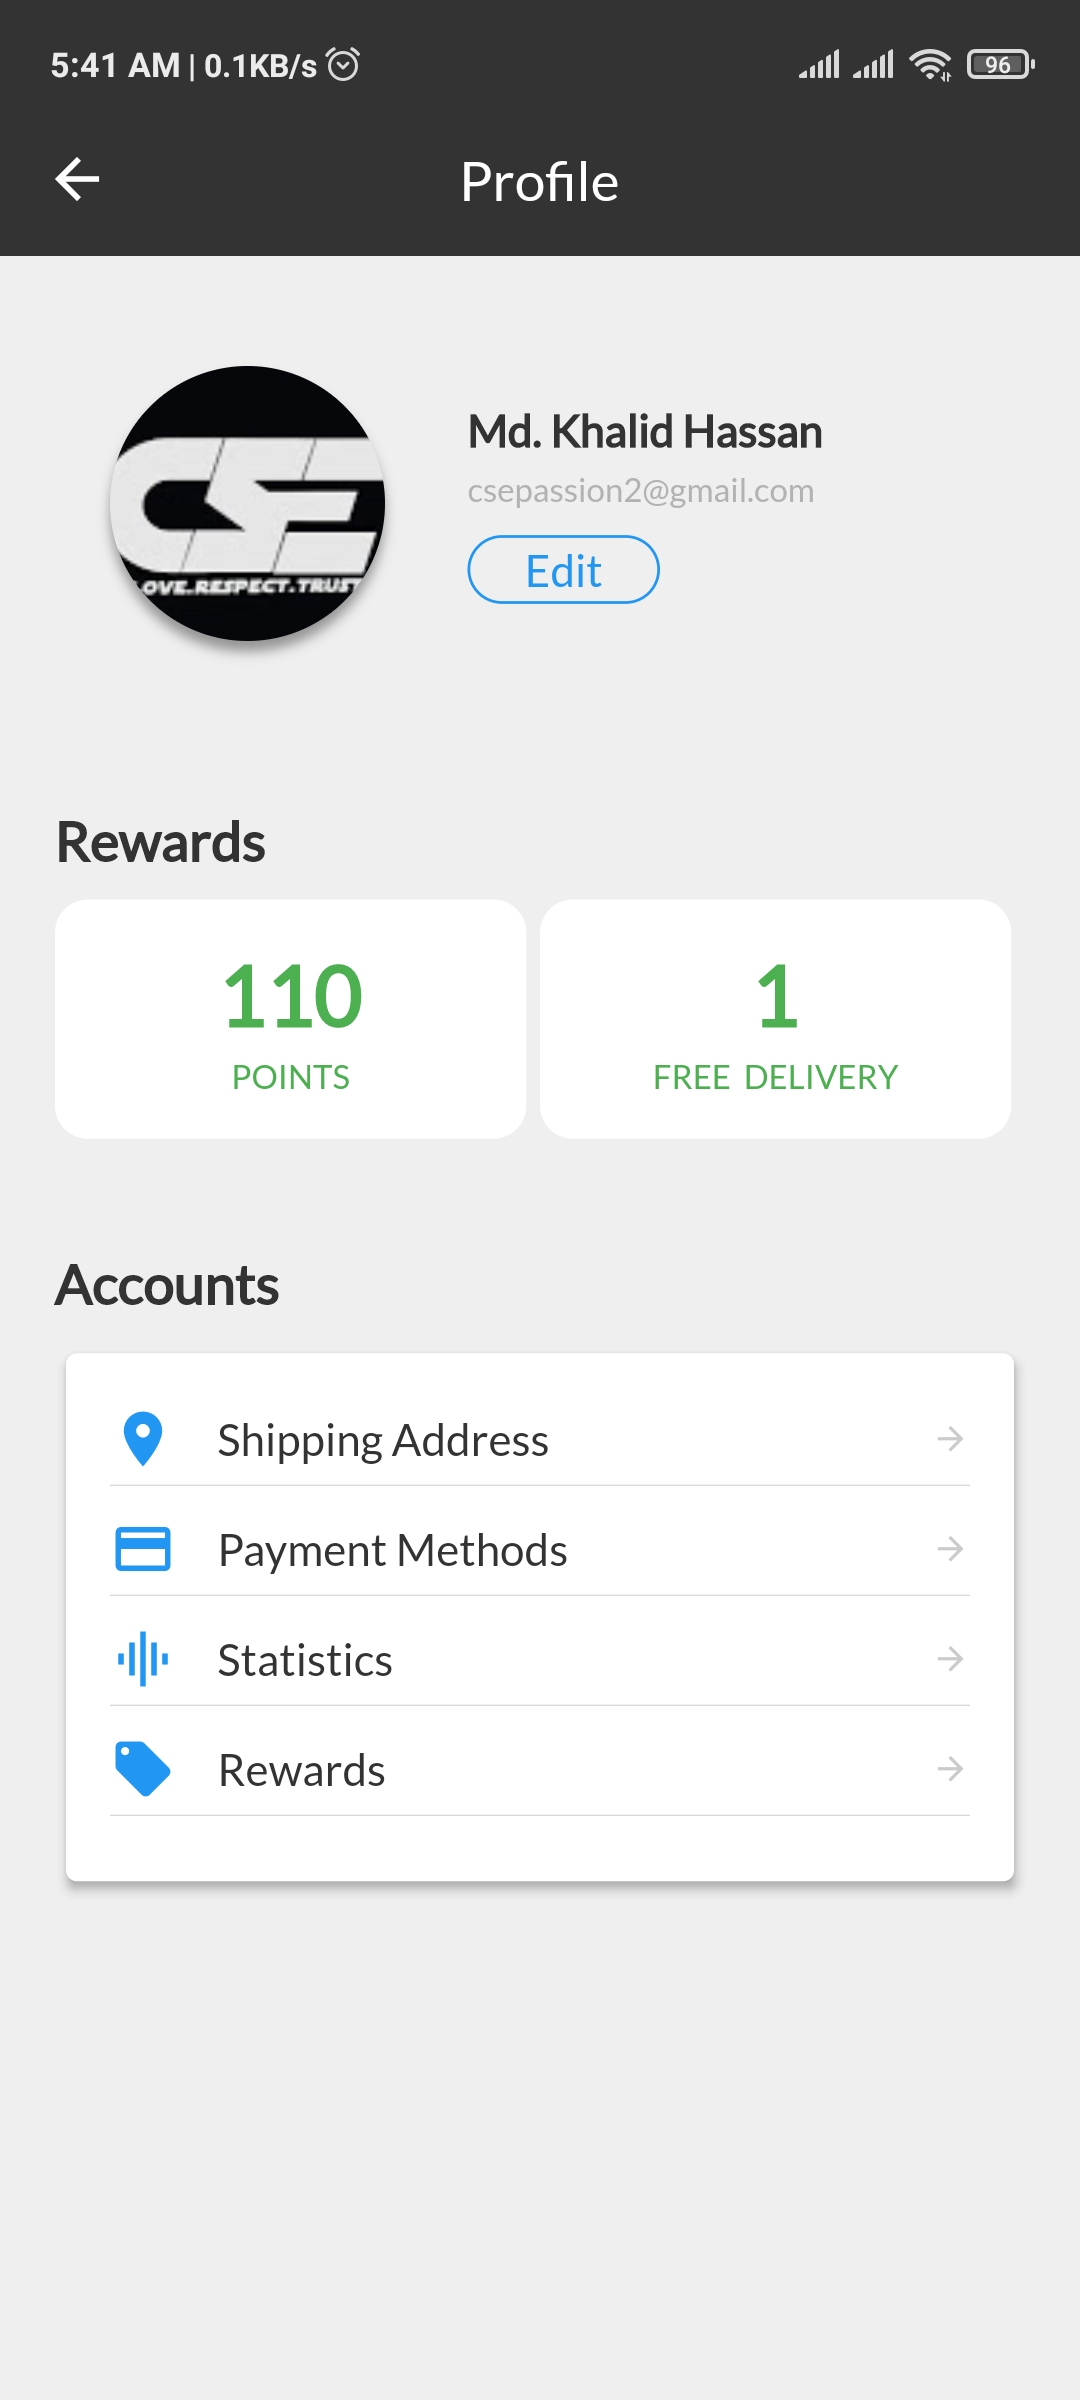 5:41 AM | 0.1KB/s
96
Profile
CSE
LOVE.RESPECT.TRUST
Md. Khalid Hassan
csepassion2@gmail.com
Edit
Rewards
110
POINTS
1
FREE DELIVERY
Accounts
Shipping Address
Payment Methods
Statistics
Rewards